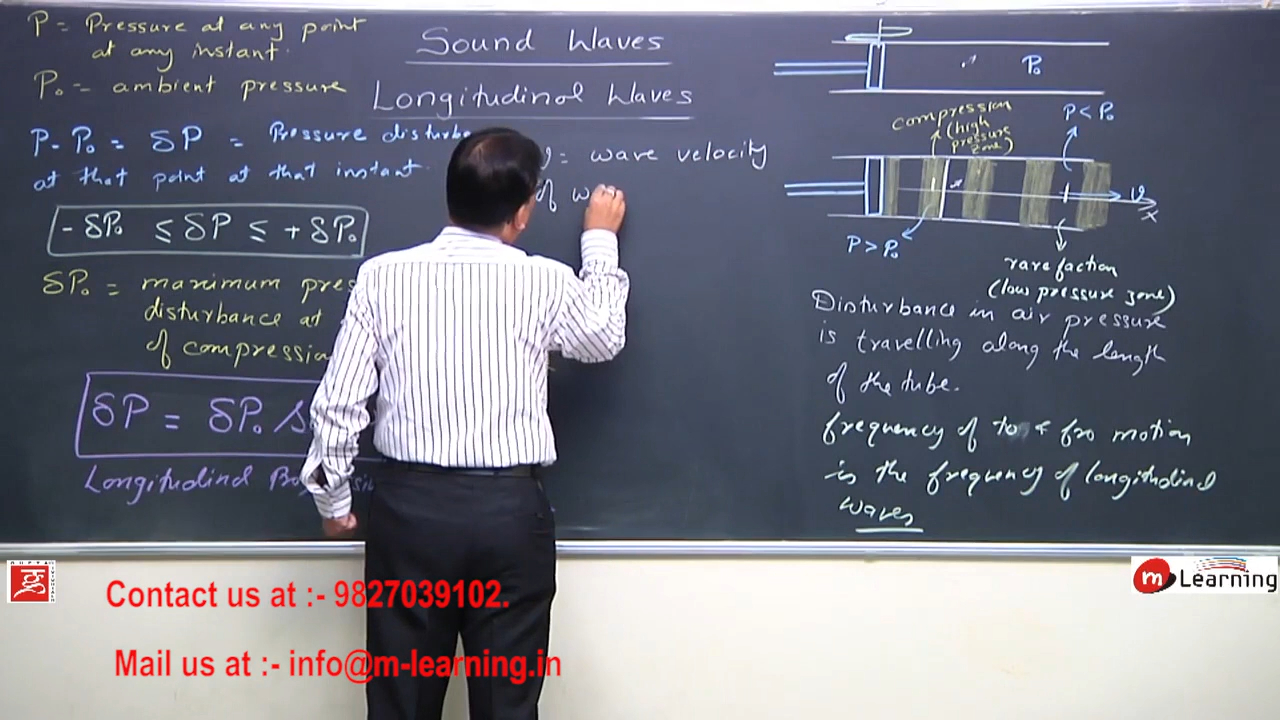 P = Pressure at any point
at any instant.
P₀ = ambient pressure
P - P₀ = δP = Pressure
at that point at that instant.
-δP₀ ≤ δP ≤ +δP₀
δP₀ = maximum
disturbance at
of compression
δP = δP₀
Longitudinal
Sound Waves
Longitudinal Waves
= wave velocity
P₀
compression
(high
pressure
zone)
P < P₀
v
x
P > P₀
rarefaction
(low pressure zone)
Disturbance in air pressure
is travelling along the length
of the tube.
frequency of to & fro motion
is the frequency of longitudinal
waves
GUPTA
m Learning
Contact us at :- 9827039102.
Mail us at :- info@m-learning.in